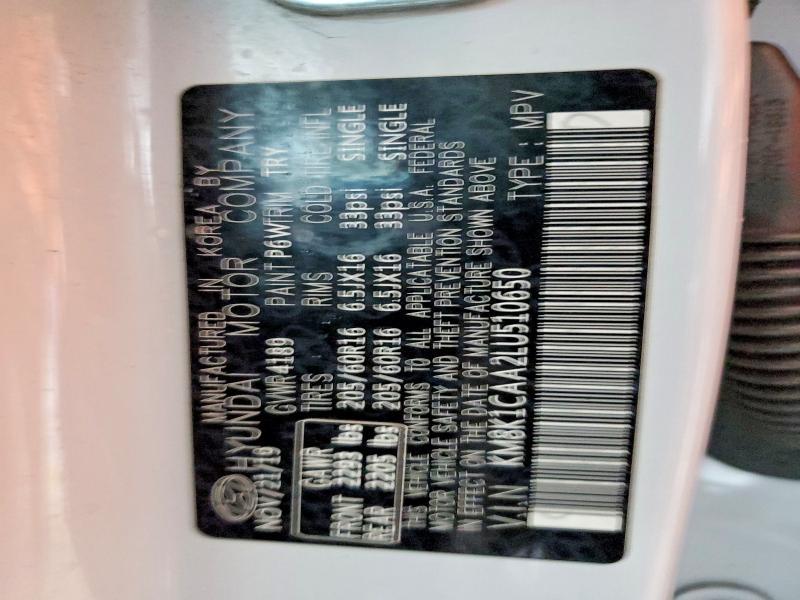 MANUFACTURED IN KOREA BY
HYUNDAI MOTOR COMPANY
NOV/21/19 GVWR 4189 PAINT P6W TRIM TRY
GAWR TIRES RMS COLD TIRE INFL
FRONT 2293 lbs 205/60R16 6.5JX16 33psi SINGLE
REAR 2205 lbs 205/60R16 6.5JX16 33psi SINGLE
THIS VEHICLE CONFORMS TO ALL APPLICATABLE U.S.A. FEDERAL
MOTOR VEHICLE SAFETY AND THEFT PREVENTION STANDARDS
IN EFFECT ON THE DATE OF MANUFACTURE SHOWN ABOVE
V.I.N: KM8K1CAA2LU510650 TYPE : MPV